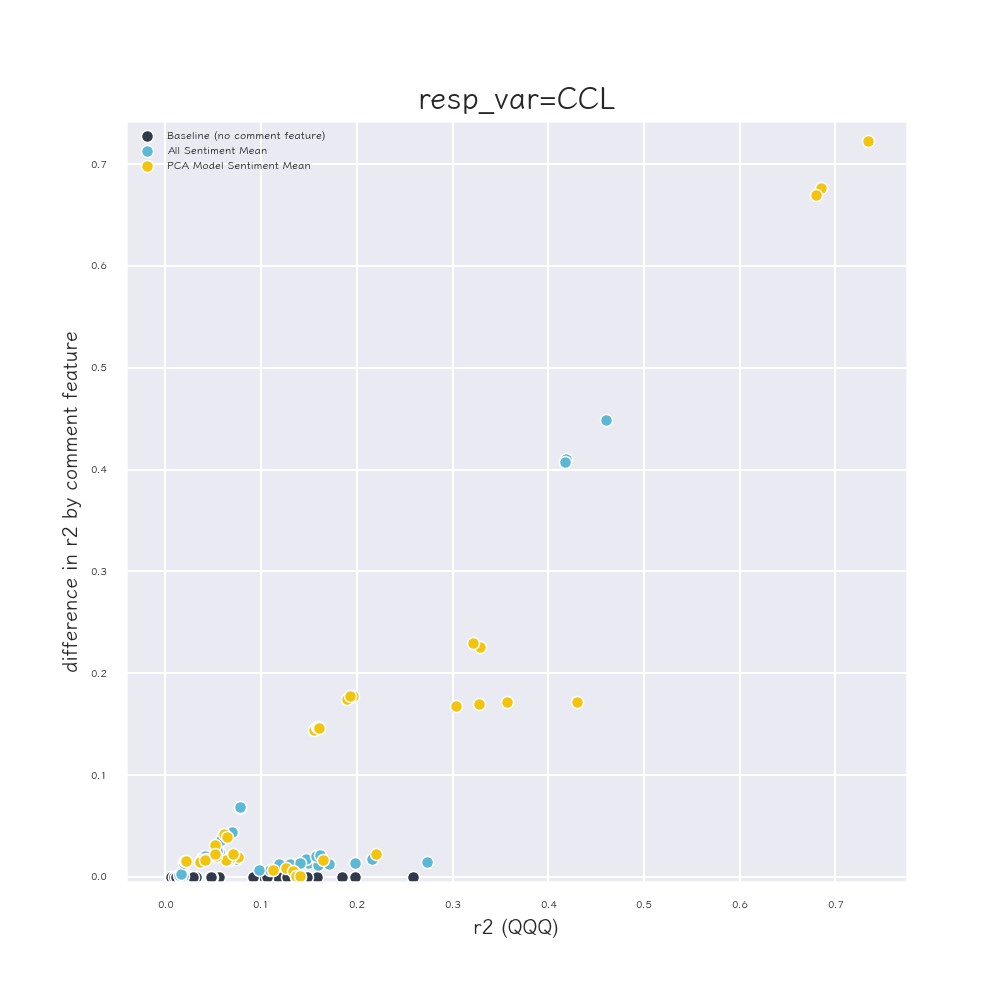 resp_var=CCL
Baseline (no comment feature)
All Sentiment Mean
PCA Model Sentiment Mean
difference in r2 by comment feature
0.7
0.6
0.5
0.4
0.3
0.2
0.1
0.0
0.0 0.1 0.2 0.3 0.4 0.5 0.6 0.7
r2 (QQQ)